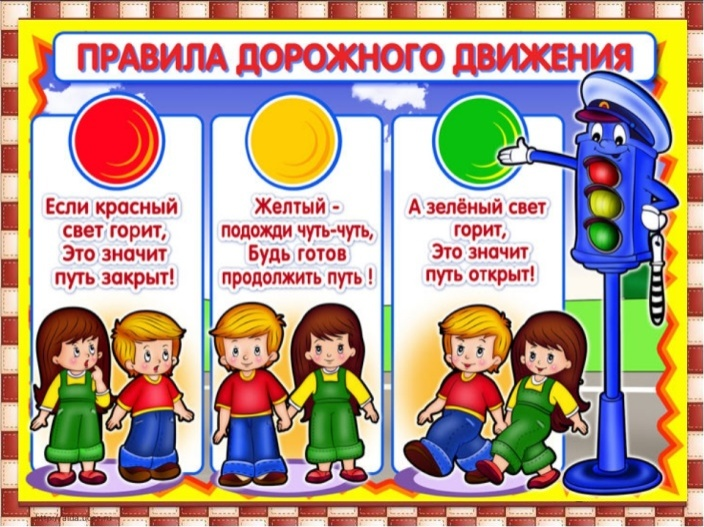 ПРАВИЛА ДОРОЖНОГО ДВИЖЕНИЯ
Если красный
свет горит,
Это значит
путь закрыт!
Желтый -
подожди чуть-чуть,
Будь готов
продолжить путь !
А зелёный свет
горит,
Это значит
путь открыт!